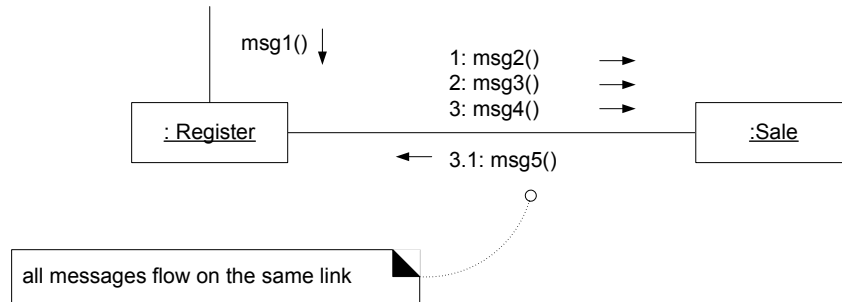 msg1()
1: msg2()
2: msg3()
3: msg4()
: Register
:Sale
3.1: msg5()
all messages flow on the same link